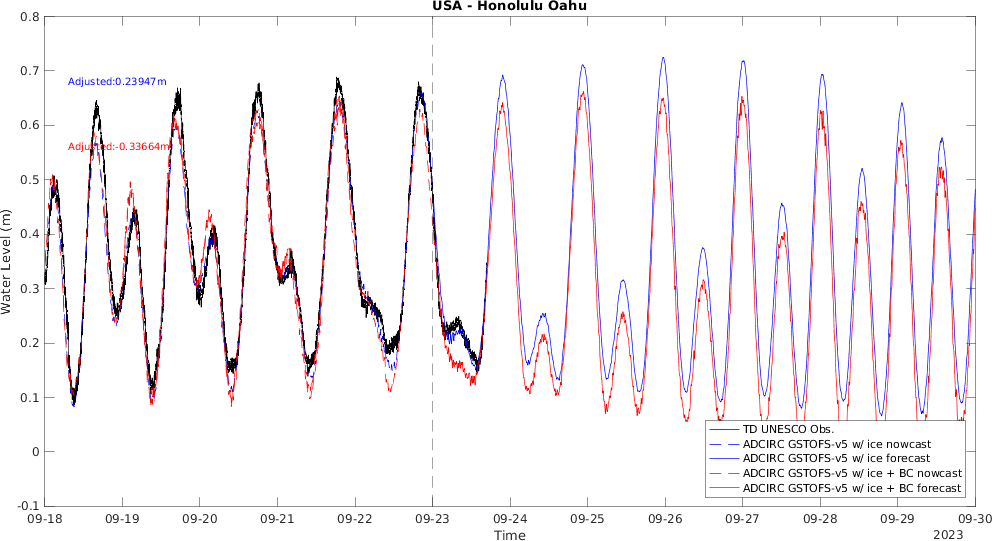 USA - Honolulu Oahu
0.8
0.7
0.6
0.5
0.4
0.3
0.2
0.1
0
-0.1
Water Level (m)
Adjusted:0.23947m
Adjusted:-0.33664m
TD UNESCO Obs.
ADCIRC GSTOFS-v5 w/ ice nowcast
ADCIRC GSTOFS-v5 w/ ice forecast
ADCIRC GSTOFS-v5 w/ ice + BC nowcast
ADCIRC GSTOFS-v5 w/ ice + BC forecast
09-18 09-19 09-20 09-21 09-22 09-23 09-24 09-25 09-26 09-27 09-28 09-29 09-30
Time
2023